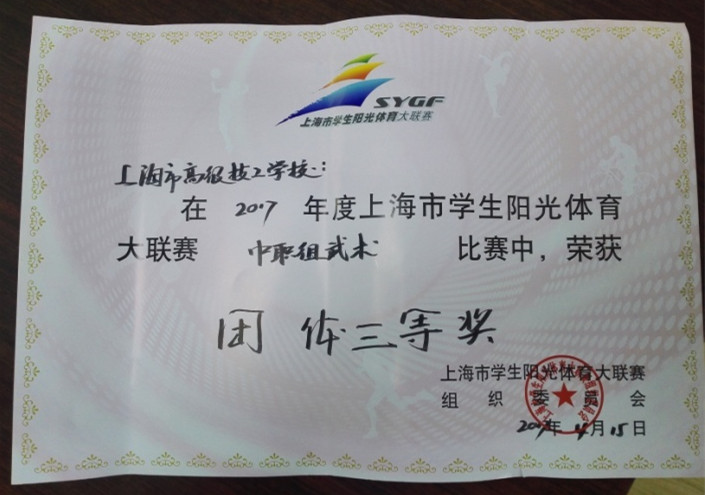 SYGF
上海市学生阳光体育大联赛
上海市高级技工学校:
在 2017 年度上海市学生阳光体育
大联赛 中职组武术 比赛中，荣获
团体三等奖
上海市学生阳光体育大联赛
组织委员会
2017年4月15日